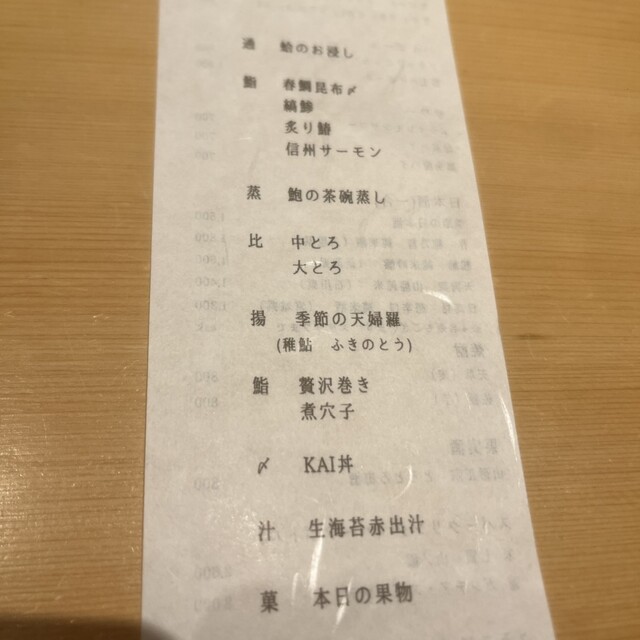 通 蛤のお浸し
鮨 春鯛昆布〆
縞鯵
炙り鰆
信州サーモン
蒸 鮑の茶碗蒸し
比 中とろ
大とろ
揚 季節の天婦羅
(稚鮎 ふきのとう)
鮨 贅沢巻き
煮穴子
〆 KAI丼
汁 生海苔赤出汁
菓 本日の果物